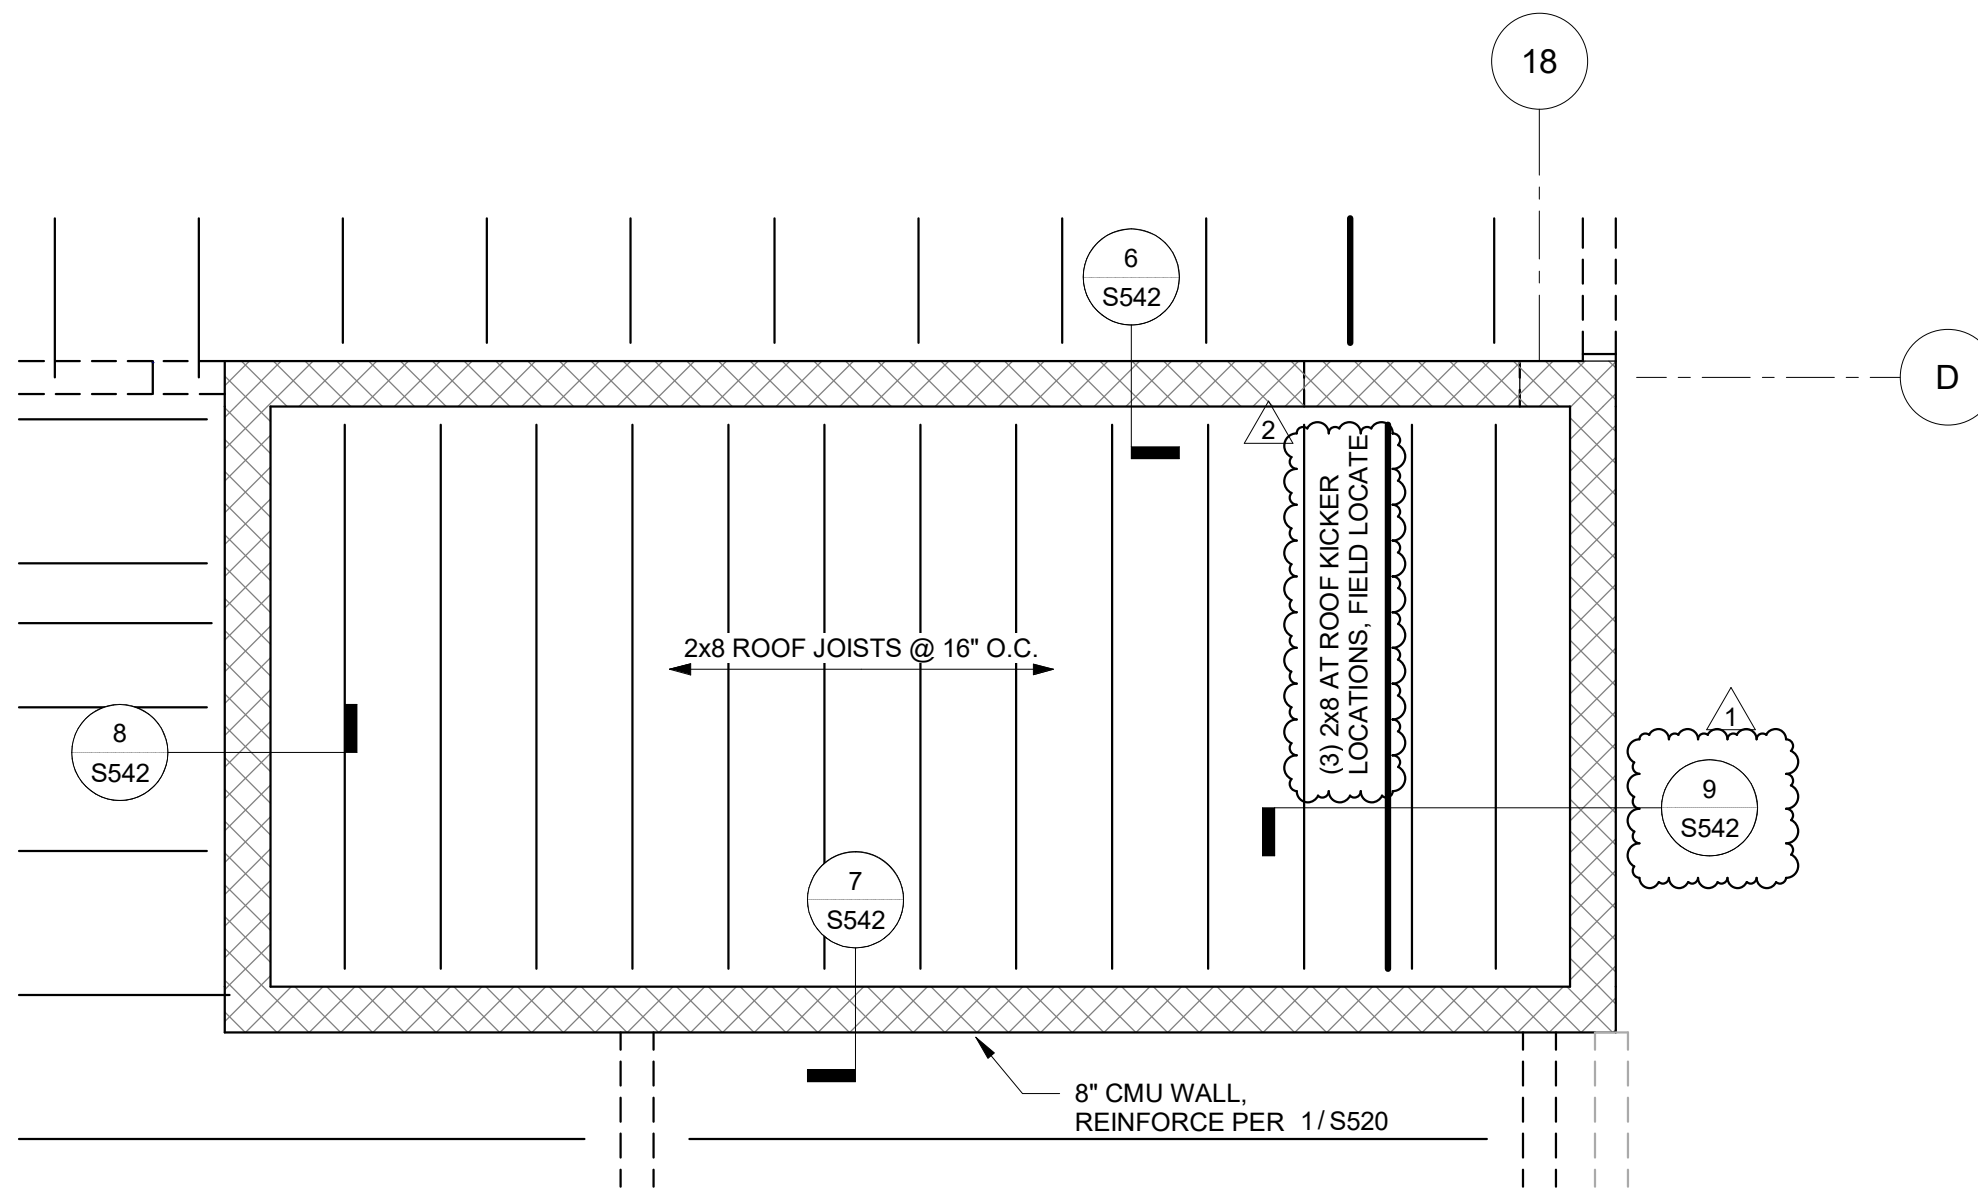 18
6
S542
D
2
(3) 2x8 AT ROOF KICKER
LOCATIONS, FIELD LOCATE
2x8 ROOF JOISTS @ 16" O.C.
8
S542
1
9
S542
7
S542
8" CMU WALL,
REINFORCE PER 1/S520